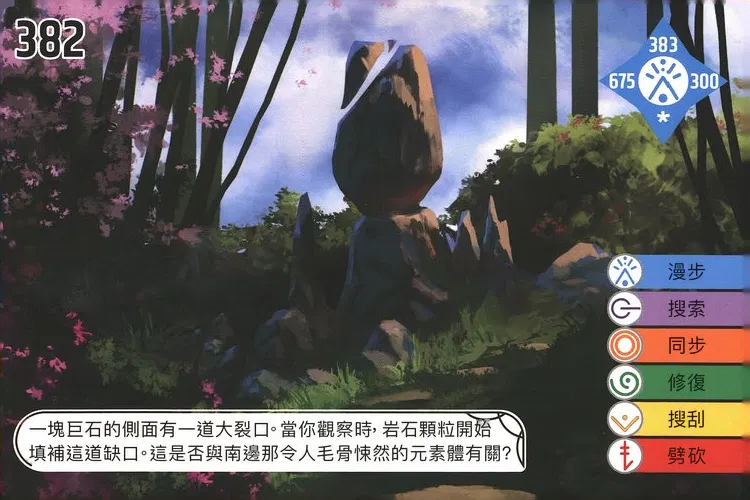 382
383
675 300
*
漫步
搜索
同步
修復
搜刮
劈砍
一塊巨石的側面有一道大裂口。當你觀察時，岩石顆粒開始
填補這道缺口。這是否與南邊那令人毛骨悚然的元素體有關？